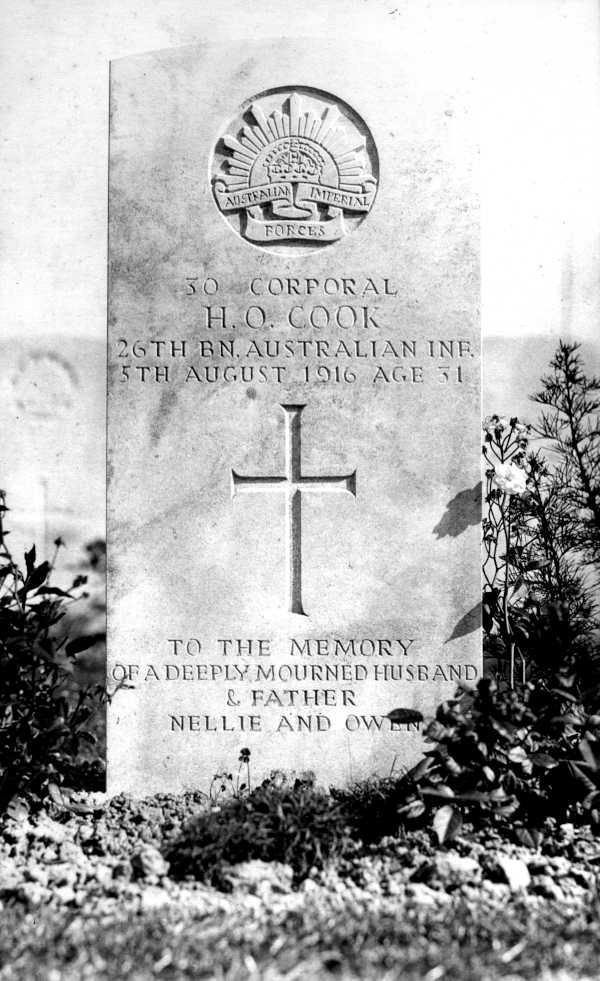 AUSTRALIAN IMPERIAL
FORCES
30 CORPORAL
H. O. COOK
26TH BN. AUSTRALIAN INF.
5TH AUGUST 1916 AGE 31
TO THE MEMORY
OF A DEEPLY MOURNED HUSBAND
& FATHER
NELLIE AND OWEN